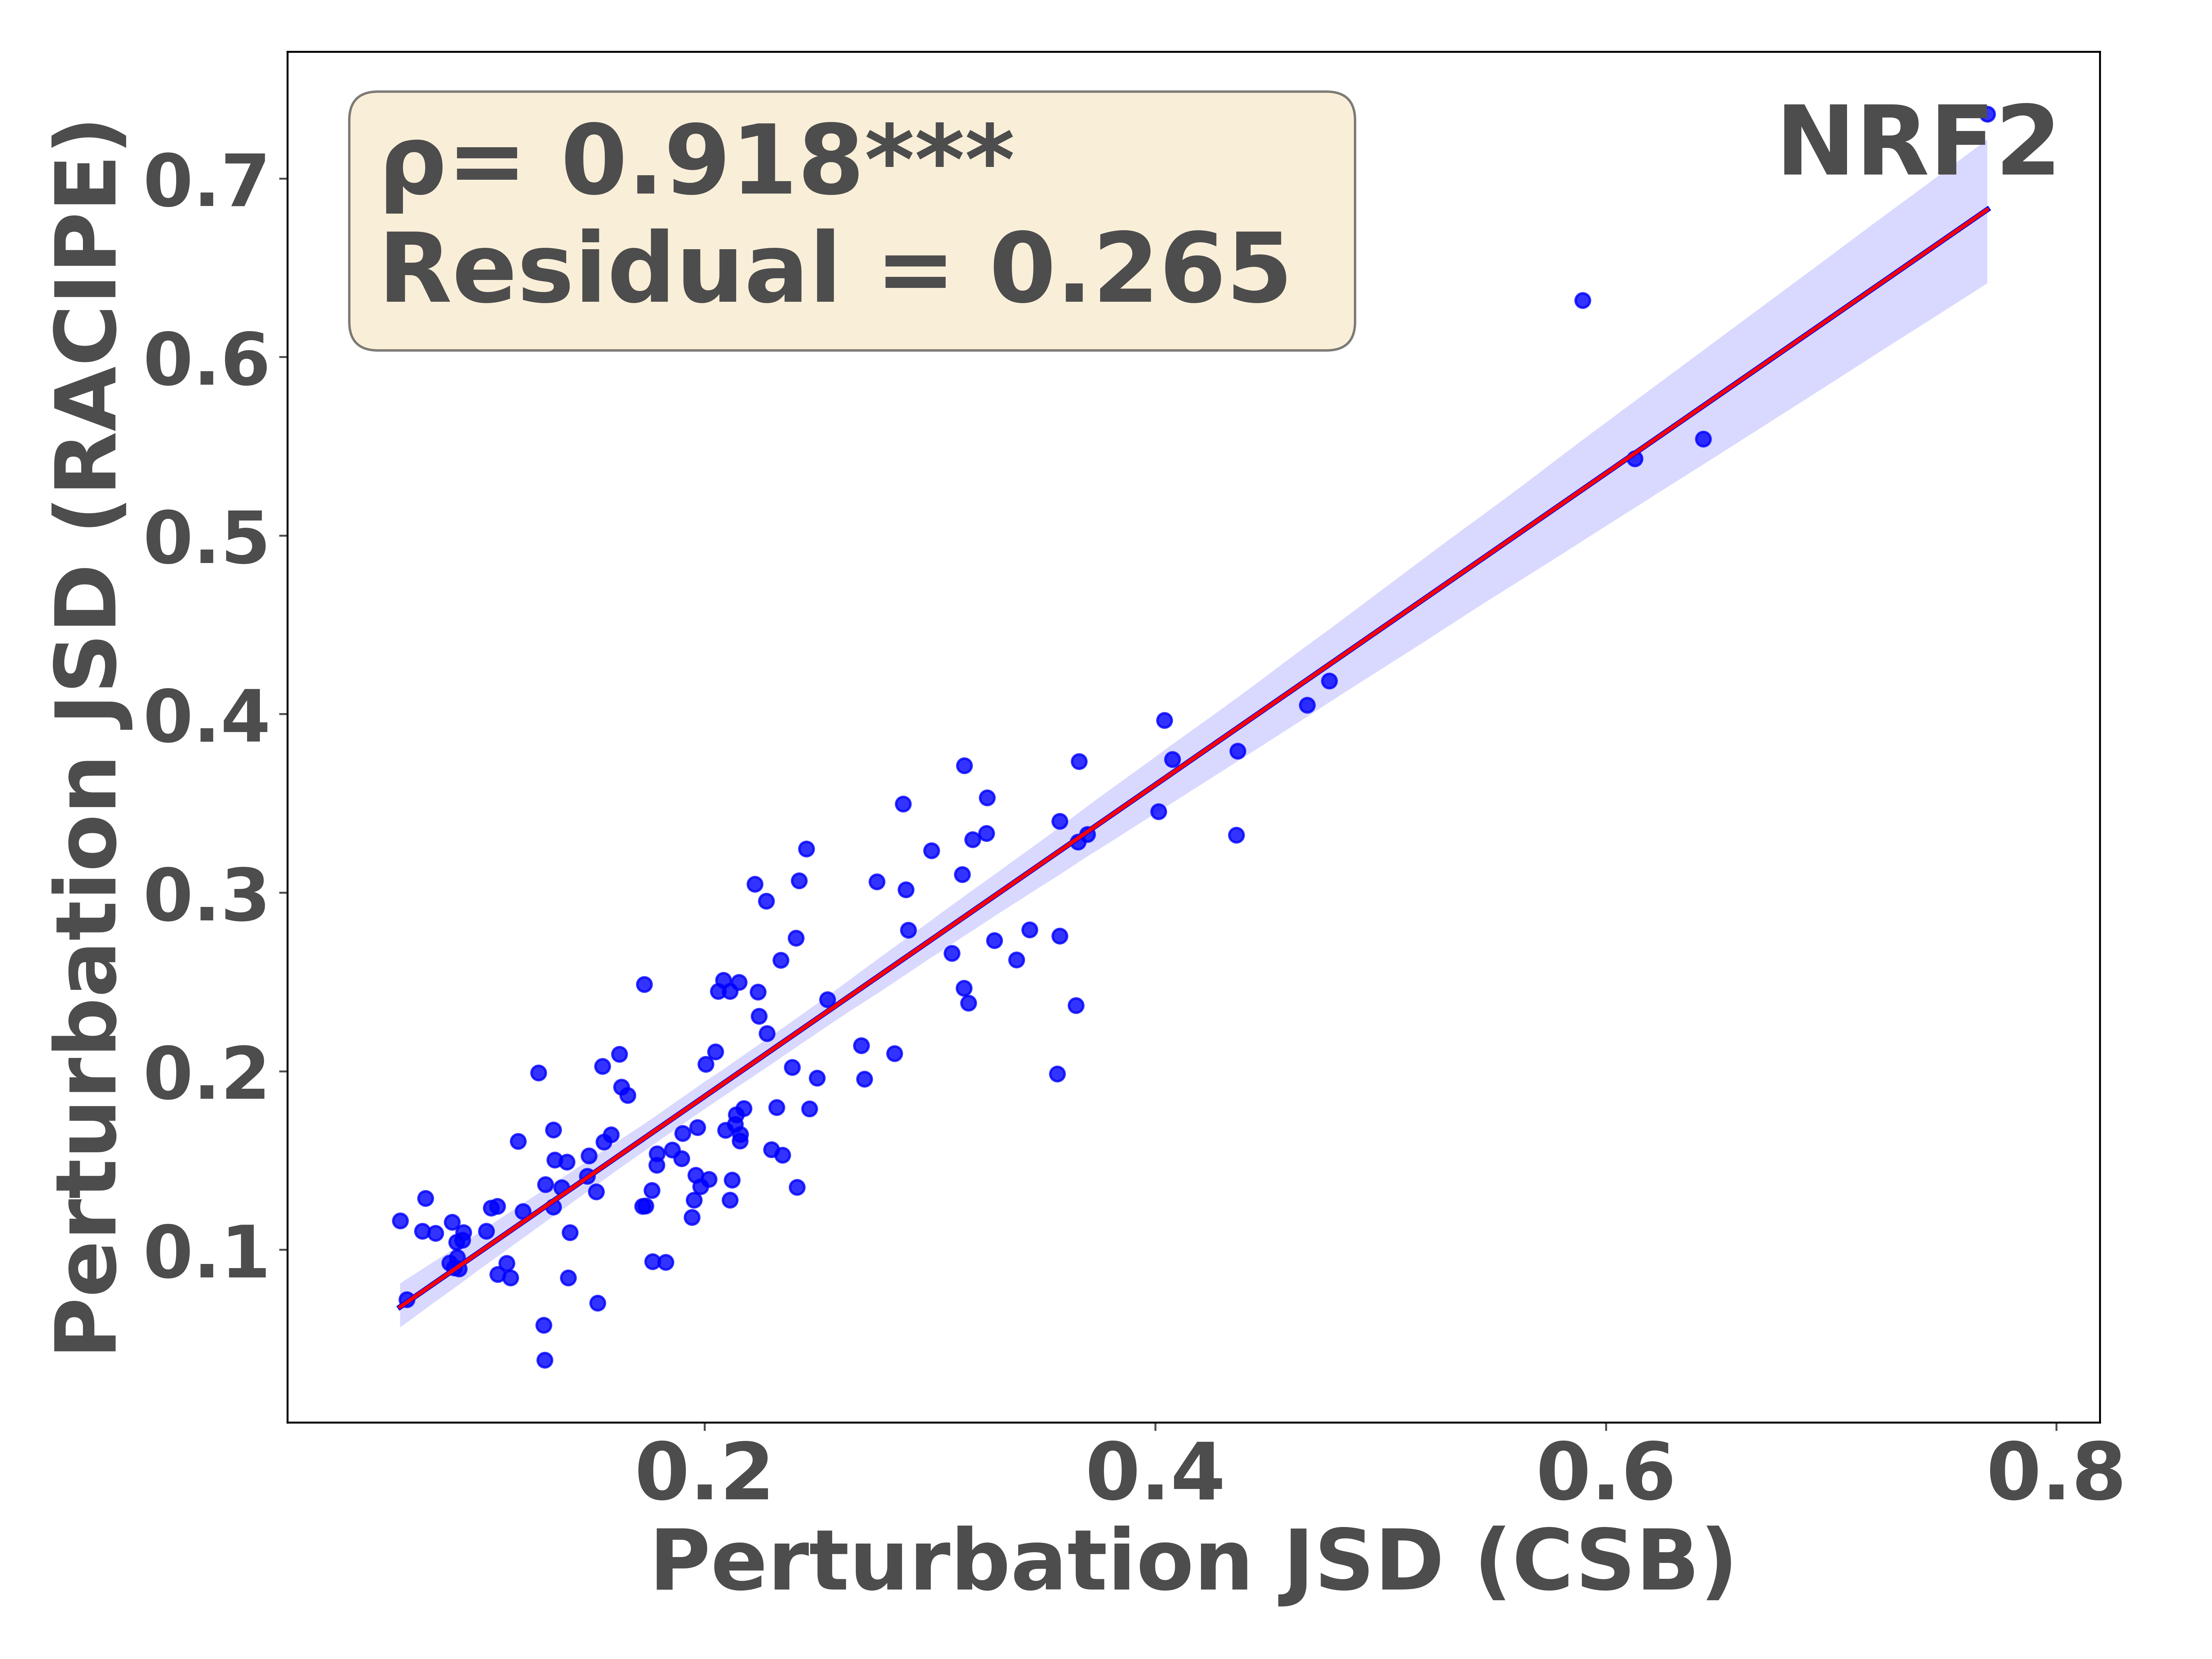 ρ= 0.918***
Residual = 0.265
NRF2
Perturbation JSD (RACIPE)
0.7
0.6
0.5
0.4
0.3
0.2
0.1
0.2 0.4 0.6 0.8
Perturbation JSD (CSB)